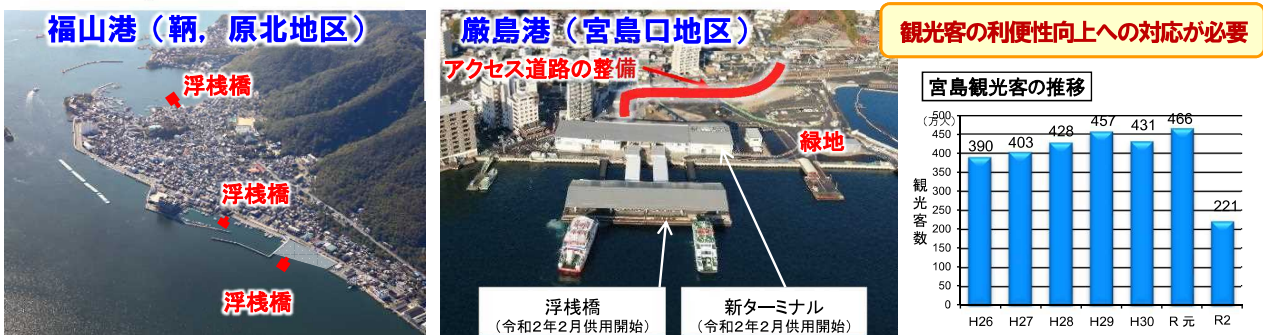 福山港（鞆，原北地区）
浮桟橋
浮桟橋
浮桟橋
厳島港（宮島口地区）
アクセス道路の整備
緑地
浮桟橋
（令和２年２月供用開始）
新ターミナル
（令和２年２月供用開始）
観光客の利便性向上への対応が必要
宮島観光客の推移
(万人)
観光客数
500
450
400
350
300
250
200
150
100
50
0
390
403
428
457
431
466
221
H26
H27
H28
H29
H30
R元
R2